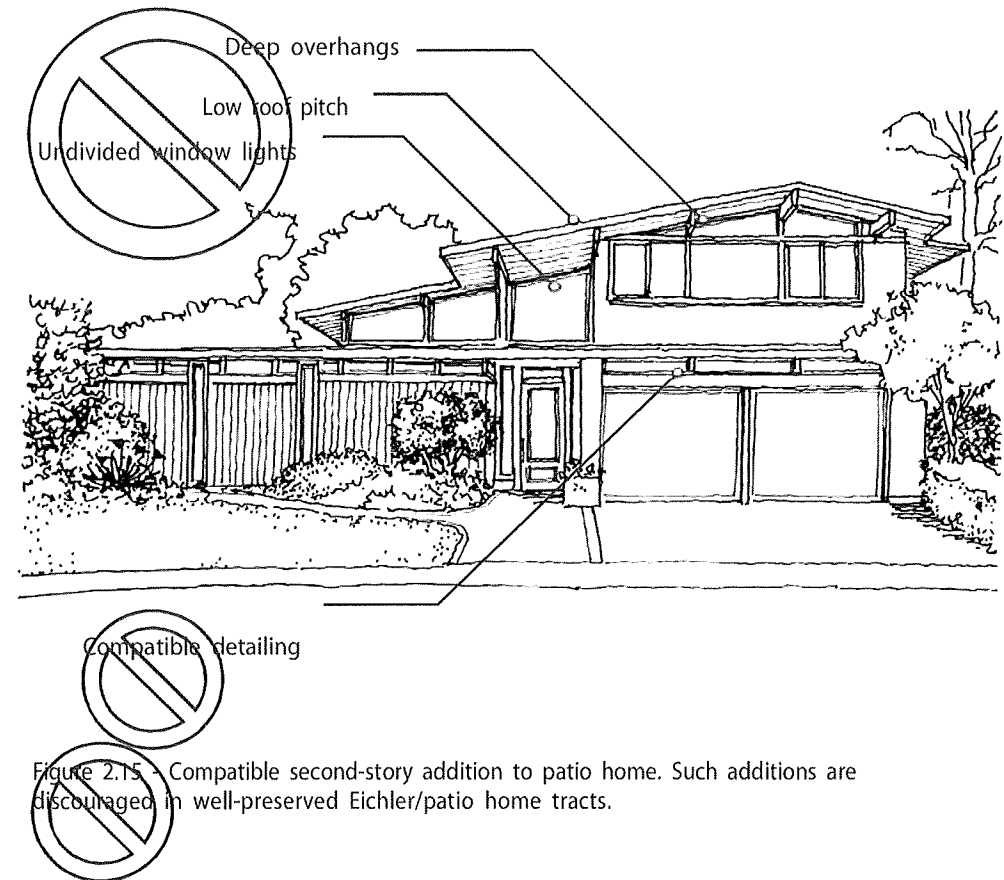 Deep overhangs
Low roof pitch
Undivided window lights
Compatible detailing
Figure 2.15 - Compatible second-story addition to patio home. Such additions are
discouraged in well-preserved Eichler/patio home tracts.